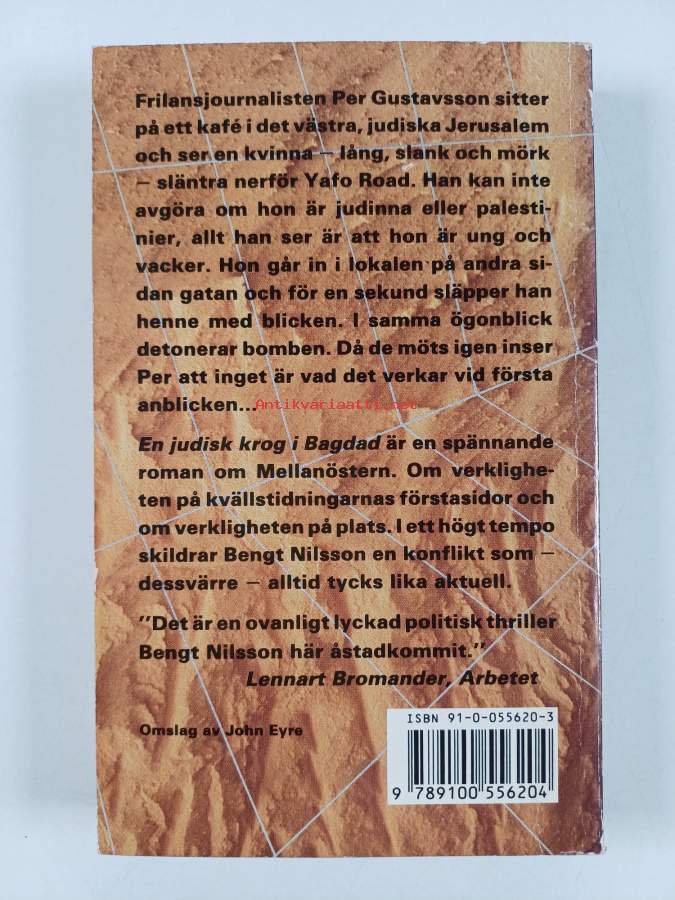 Frilansjournalisten Per Gustavsson sitter
på ett kafé i det västra, judiska Jerusalem
och ser en kvinna – lång, slank och mörk
– släntra nerför Yafo Road. Han kan inte
avgöra om hon är judinna eller palesti-
nier, allt han ser är att hon är ung och
vacker. Hon går in i lokalen på andra si-
dan gatan och för en sekund släpper han
henne med blicken. I samma ögonblick
detonerar bomben. Då de möts igen inser
Per att inget är vad det verkar vid första
anblicken...
Antikvariaatti.net
En judisk krog i Bagdad är en spännande
roman om Mellanöstern. Om verklighe-
ten på kvällstidningarnas förstasidor och
om verkligheten på plats. I ett högt tempo
skildrar Bengt Nilsson en konflikt som –
dessvärre – alltid tycks lika aktuell.
"Det är en ovanligt lyckad politisk thriller
Bengt Nilsson här åstadkommit."
Lennart Bromander, Arbetet
Omslag av John Eyre
ISBN 91-0-055620-3
9 789100 556204